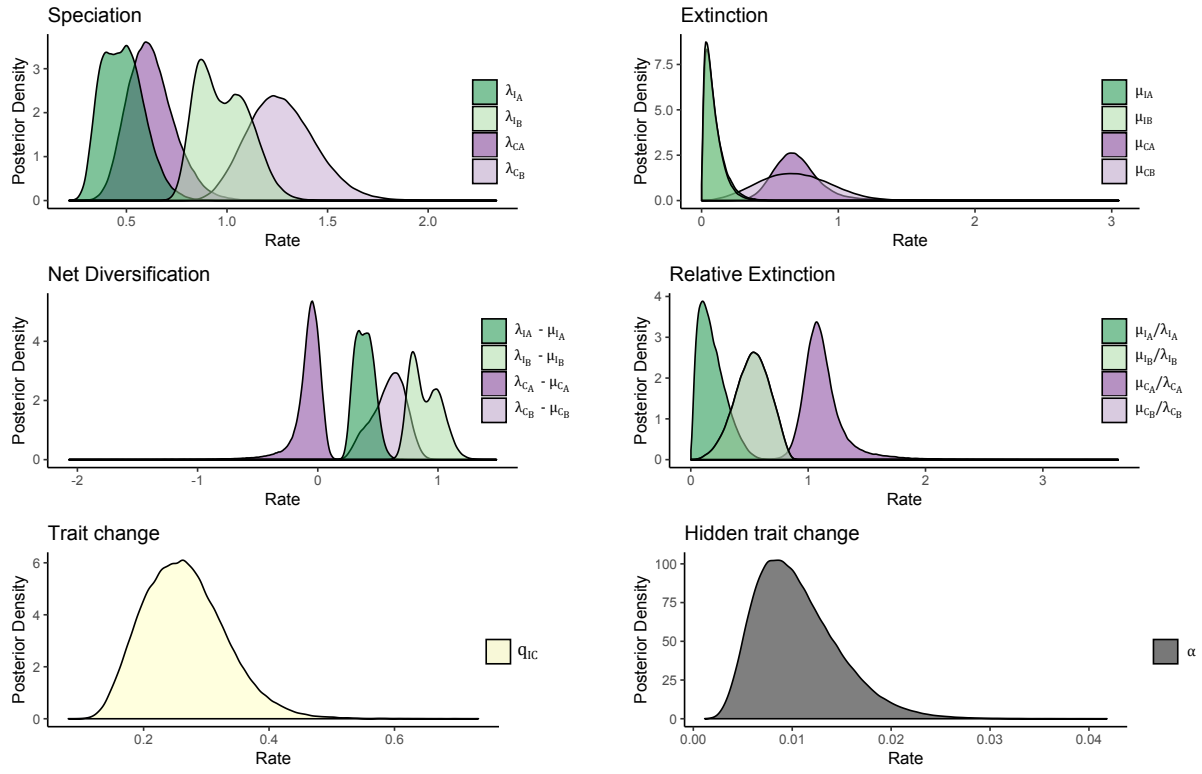 Speciation
Posterior Density
3
2
1
0
0.5 1.0 1.5 2.0
Rate
λIA
λIB
λCA
λCB
Extinction
Posterior Density
7.5
5.0
2.5
0.0
0 1 2 3
Rate
μIA
μIB
μCA
μCB
Net Diversification
Posterior Density
4
2
0
-2 -1 0 1
Rate
λIA - μIA
λIB - μIB
λCA - μCA
λCB - μCB
Relative Extinction
Posterior Density
4
3
2
1
0
0 1 2 3
Rate
μIA/λIA
μIB/λIB
μCA/λCA
μCB/λCB
Trait change
Posterior Density
6
4
2
0
0.2 0.4 0.6
Rate
qIC
Hidden trait change
Posterior Density
100
75
50
25
0
0.00 0.01 0.02 0.03 0.04
Rate
α